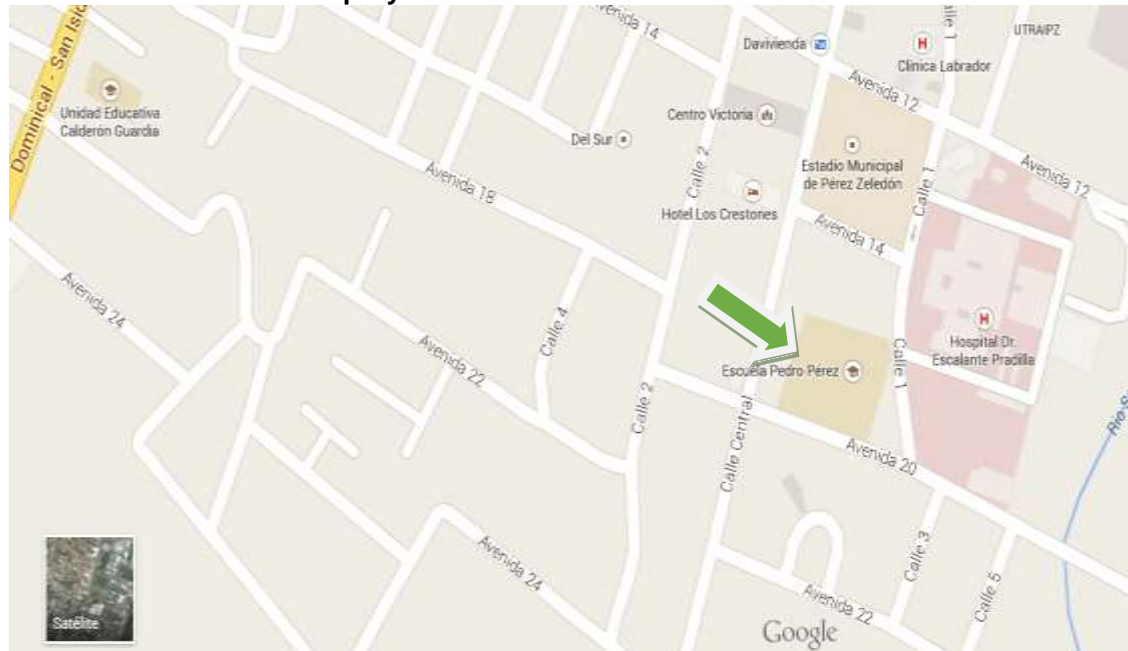 Avenida 14
Calle 1
UTRAIPZ
Davivienda
Clinica Labrador
Dominical - San Isid
Unidad Educativa
Calderón Guardia
Avenida 12
Centro Victoria
Del Sur
Estadio Municipal
de Pérez Zeledón
Avenida 12
Avenida 18
Calle 2
Calle 1
Hotel Los Crestones
Avenida 14
Avenida 24
Calle 4
Hospital Dr.
Escalante Pradilla
Avenida 22
Calle 1
Escuela Pedro Pérez
Calle 2
Calle Central
Avenida 20
Rio S
Avenida 24
Calle 3
Calle 5
Avenida 22
Satélite
Google